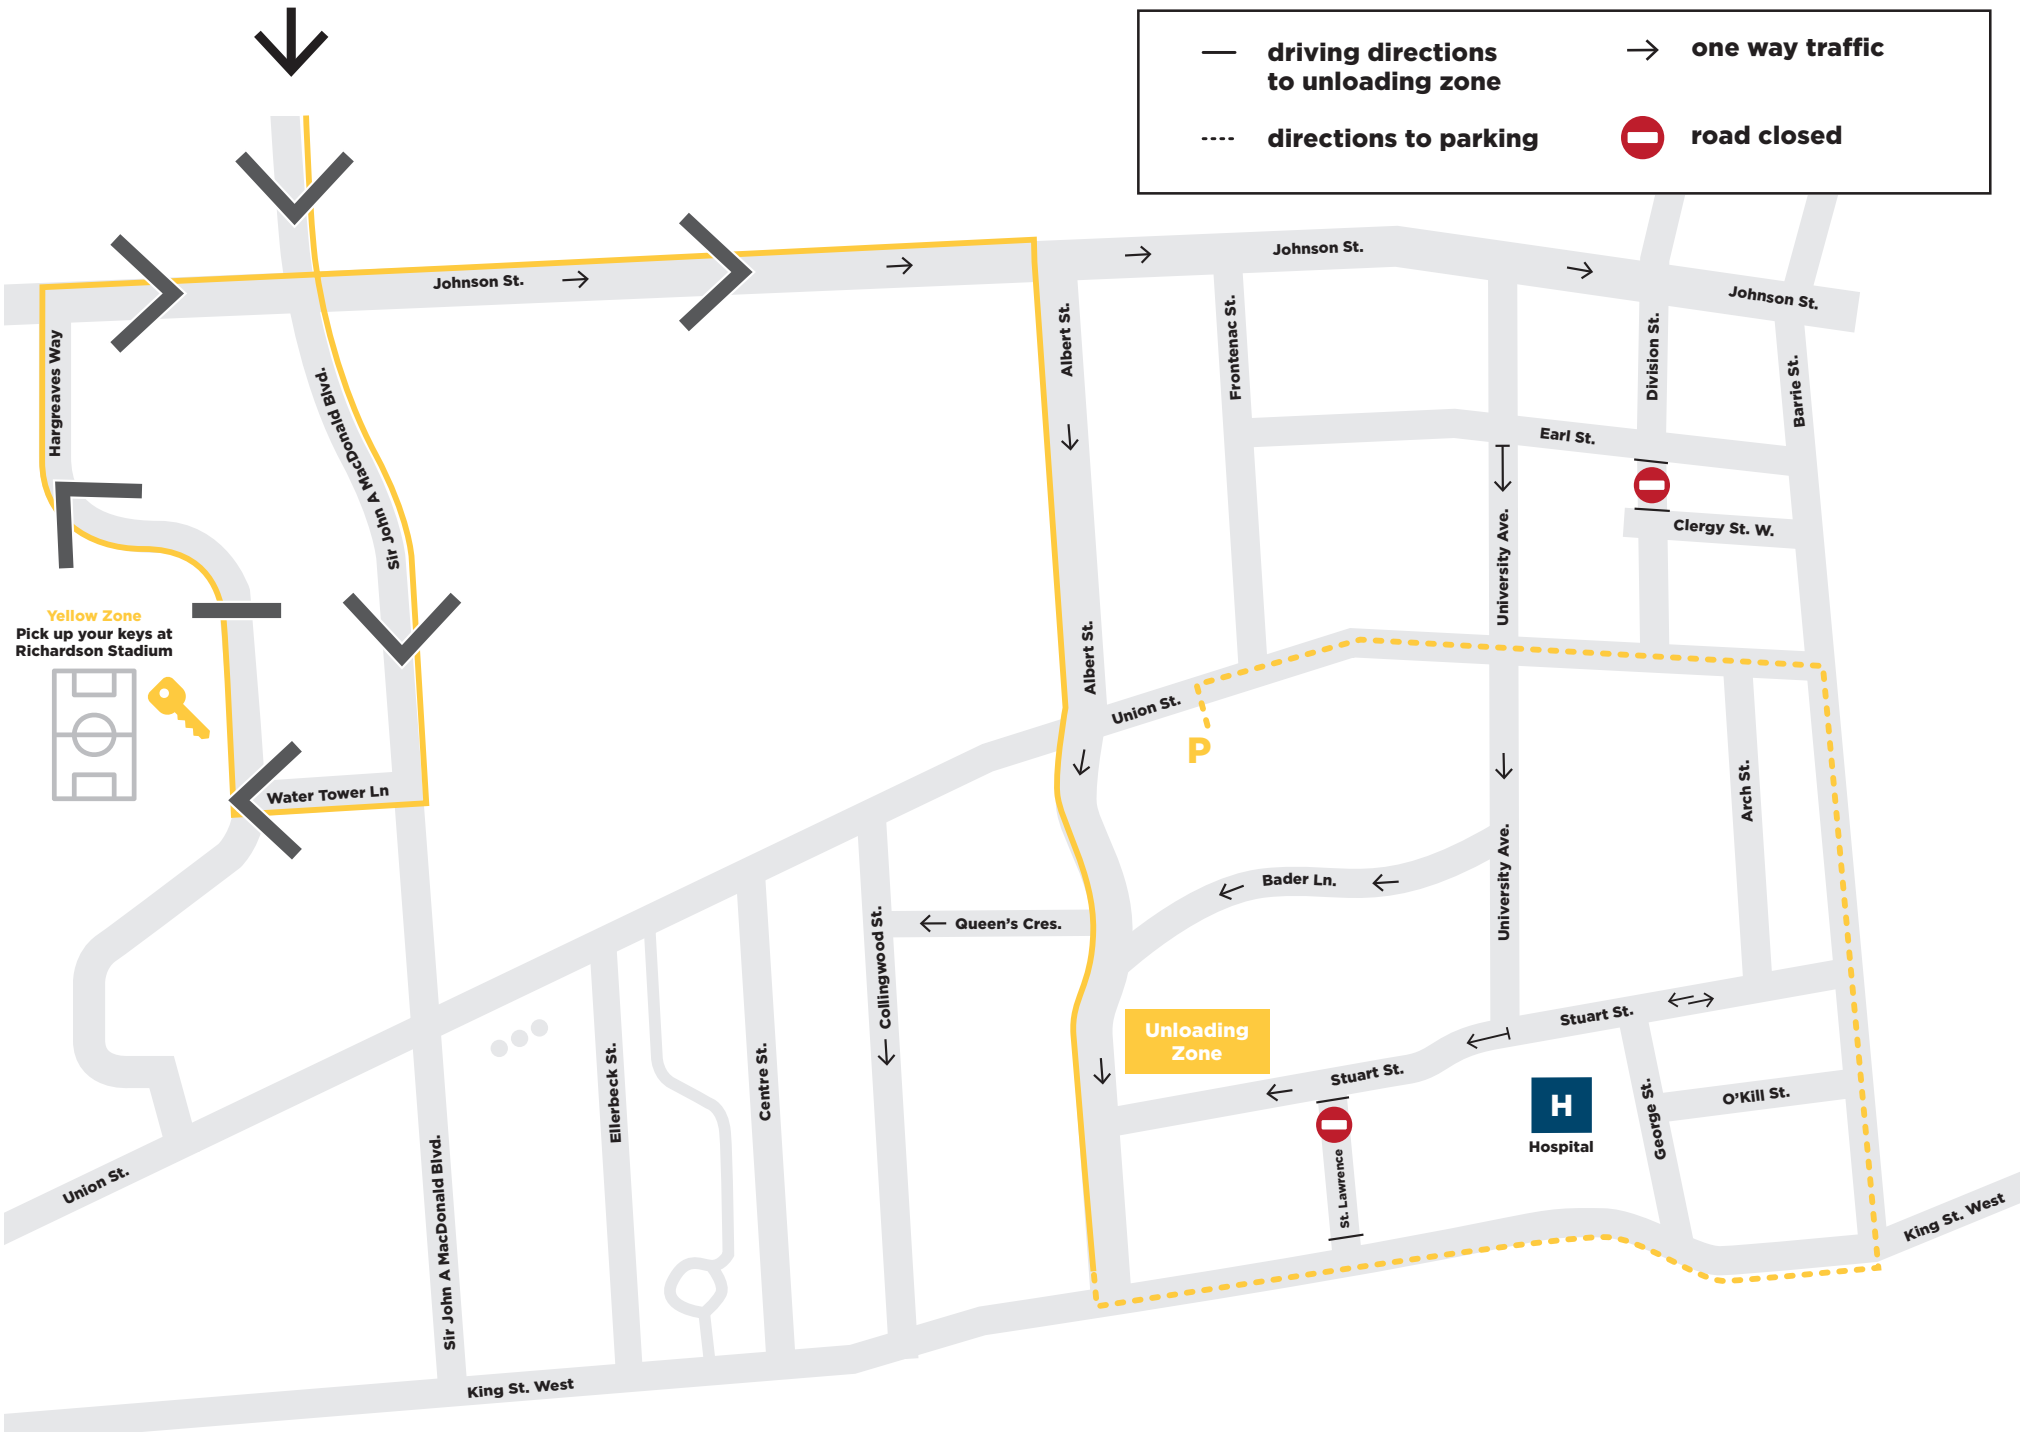 driving directions
to unloading zone
one way traffic
directions to parking
road closed
Johnson St.
Johnson St.
Johnson St.
Hargreaves Way
Sir John A MacDonald Blvd.
Albert St.
Frontenac St.
Division St.
Barrie St.
Earl St.
Clergy St. W.
University Ave.
Yellow Zone
Pick up your keys at
Richardson Stadium
Albert St.
Union St.
P
Water Tower Ln
Arch St.
Bader Ln.
University Ave.
Queen's Cres.
Collingwood St.
Unloading
Zone
Stuart St.
Stuart St.
Ellerbeck St.
Centre St.
H
Hospital
George St.
O'Kill St.
St. Lawrence
Union St.
Sir John A MacDonald Blvd.
King St. West
King St. West